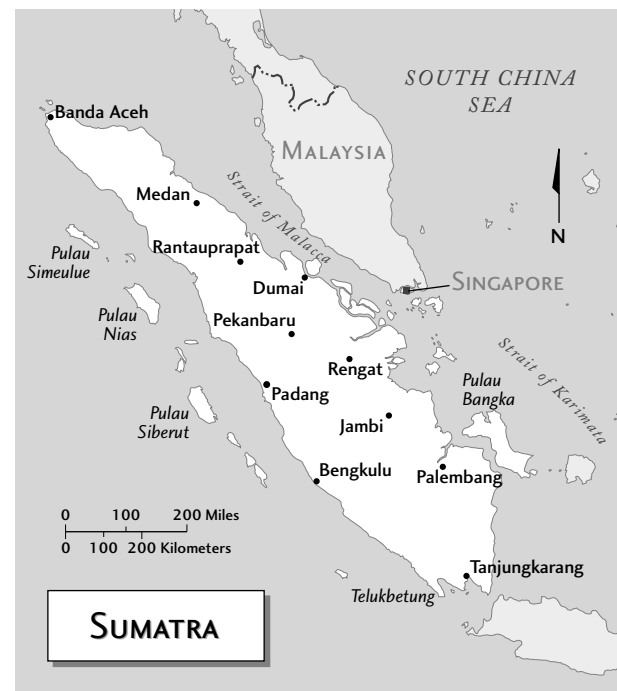 SOUTH CHINA
SEA
Banda Aceh
MALAYSIA
Medan
Strait of Malacca
N
Rantauprapat
Pulau
Simeulue
Dumai
SINGAPORE
Pulau
Nias
Pekanbaru
Rengat
Strait of Karimata
Padang
Pulau
Bangka
Pulau
Siberut
Jambi
Bengkulu
Palembang
0 100 200 Miles
0 100 200 Kilometers
Tanjungkarang
Telukbetung
SUMATRA